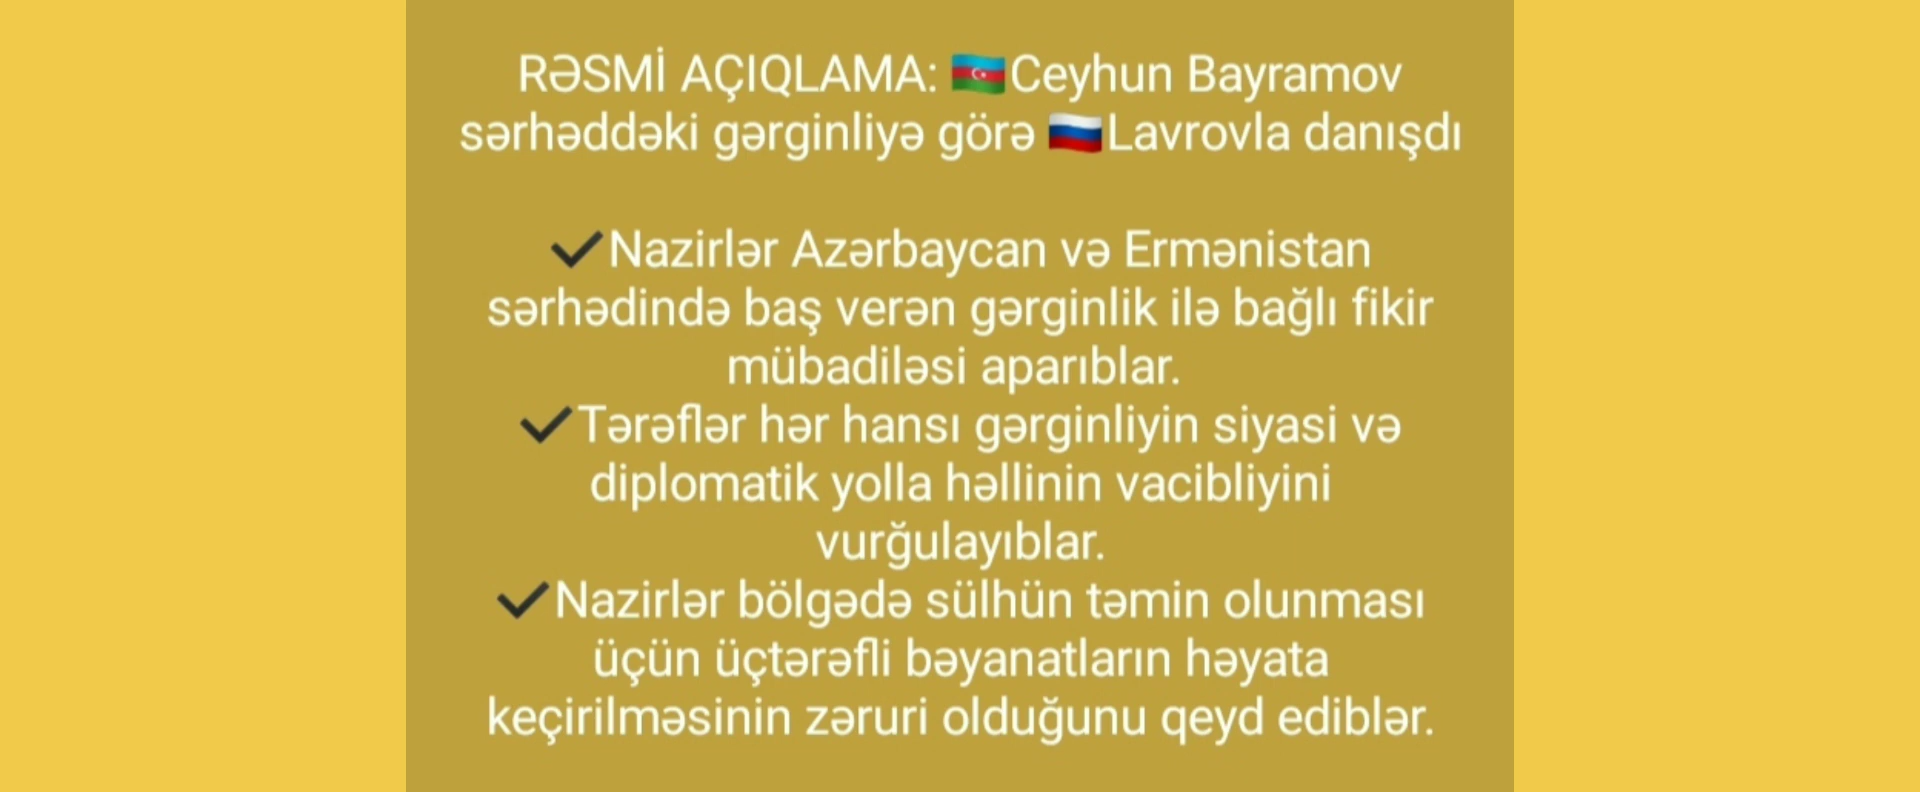 RƏSMİ AÇIQLAMA: 🇦🇿Ceyhun Bayramov
sərhəddəki gərginliyə görə 🇷🇺Lavrovla danışdı
✔Nazirlər Azərbaycan və Ermənistan
sərhədində baş verən gərginlik ilə bağlı fikir
mübadiləsi aparıblar.
✔Tərəflər hər hansı gərginliyin siyasi və
diplomatik yolla həllinin vacibliyini
vurğulayıblar.
✔Nazirlər bölgədə sülhün təmin olunması
üçün üçtərəfli bəyanatların həyata
keçirilməsinin zəruri olduğunu qeyd ediblər.